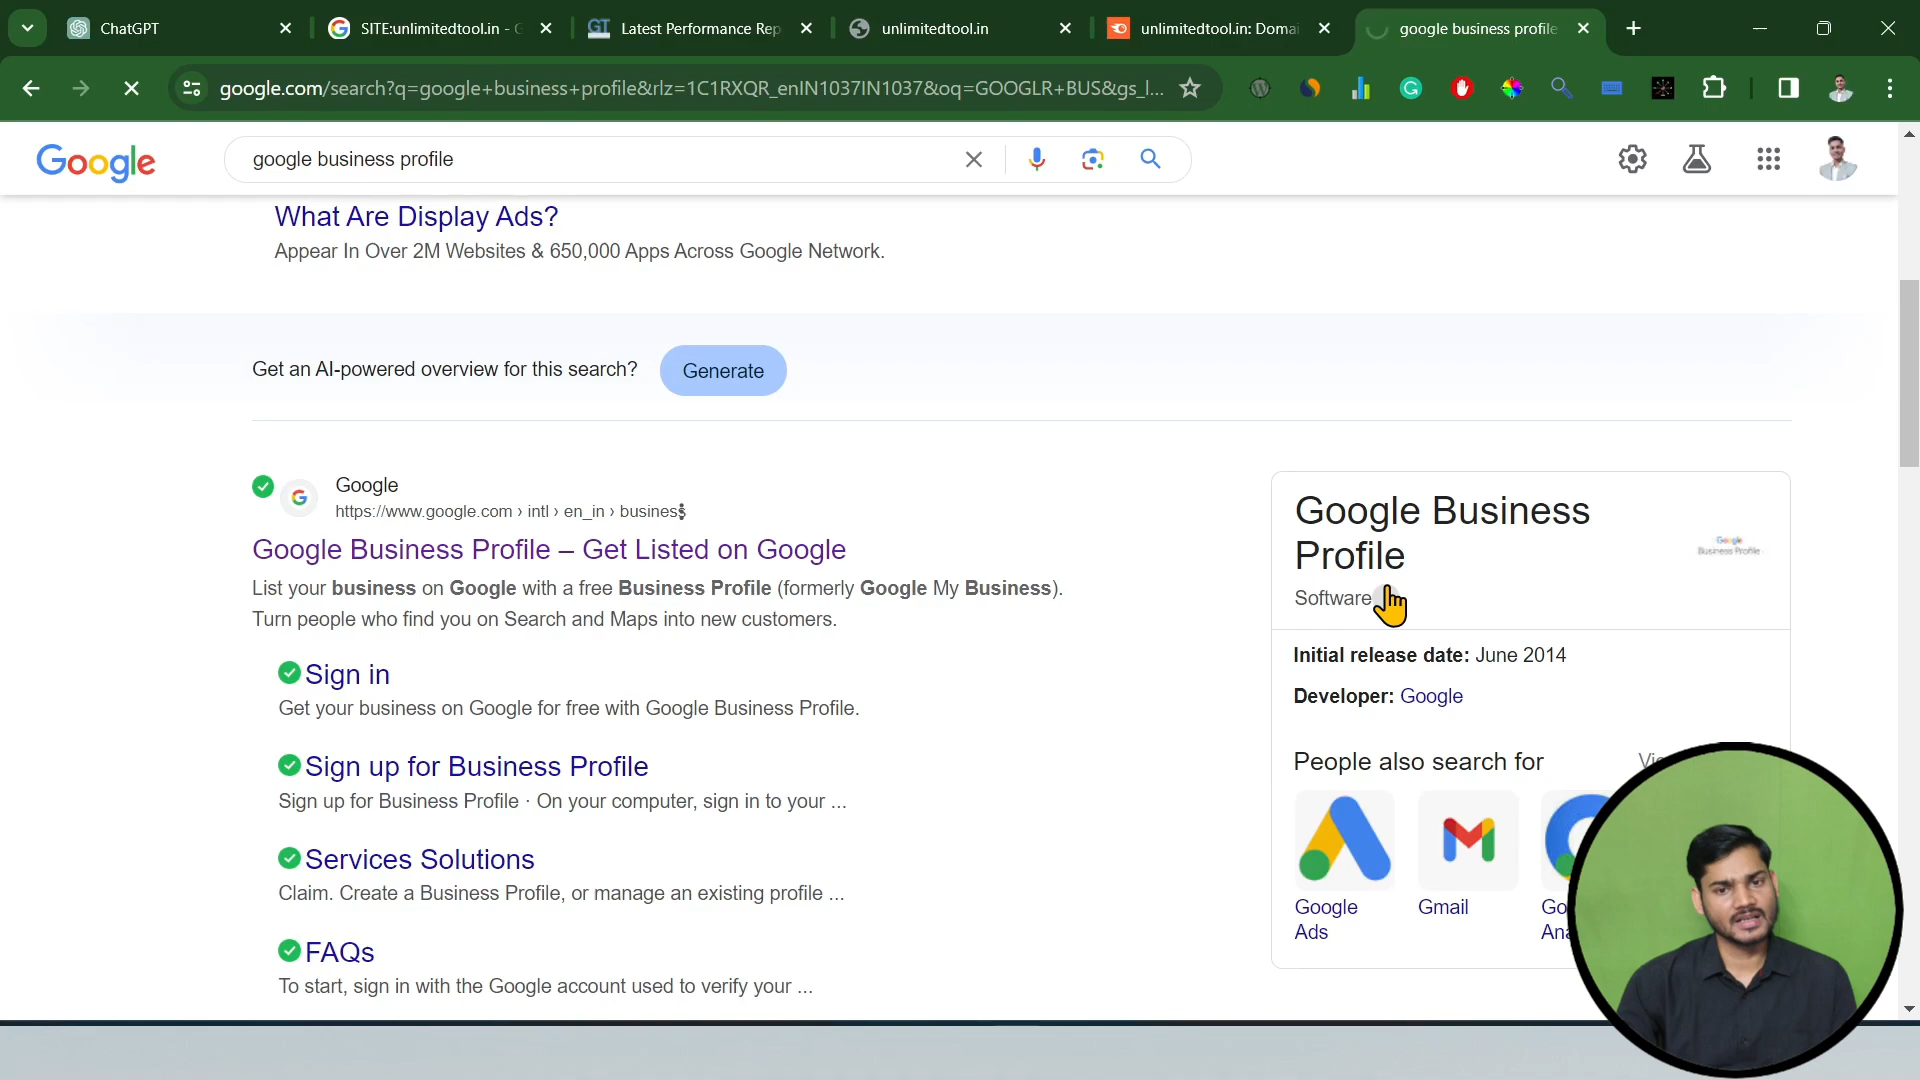 ChatGPT
SITE:unlimitedtool.in - G
GT
Latest Performance Rep
unlimitedtool.in
unlimitedtool.in: Domai
google business profile
google.com/search?q=google+business+profile&rlz=1C1RXQR_enIN1037IN1037&oq=GOOGLR+BUS&gs_l...
Google
google business profile
What Are Display Ads?
Appear In Over 2M Websites & 650,000 Apps Across Google Network.
Get an AI-powered overview for this search?
Generate
Google
https://www.google.com › intl › en_in › business
Google Business Profile – Get Listed on Google
List your business on Google with a free Business Profile (formerly Google My Business).
Turn people who find you on Search and Maps into new customers.
Sign in
Get your business on Google for free with Google Business Profile.
Sign up for Business Profile
Sign up for Business Profile · On your computer, sign in to your ...
Services Solutions
Claim. Create a Business Profile, or manage an existing profile ...
FAQs
To start, sign in with the Google account used to verify your ...
Google Business
Profile
Google
Business Profile
Software
Initial release date: June 2014
Developer: Google
People also search for
Google
Ads
Gmail